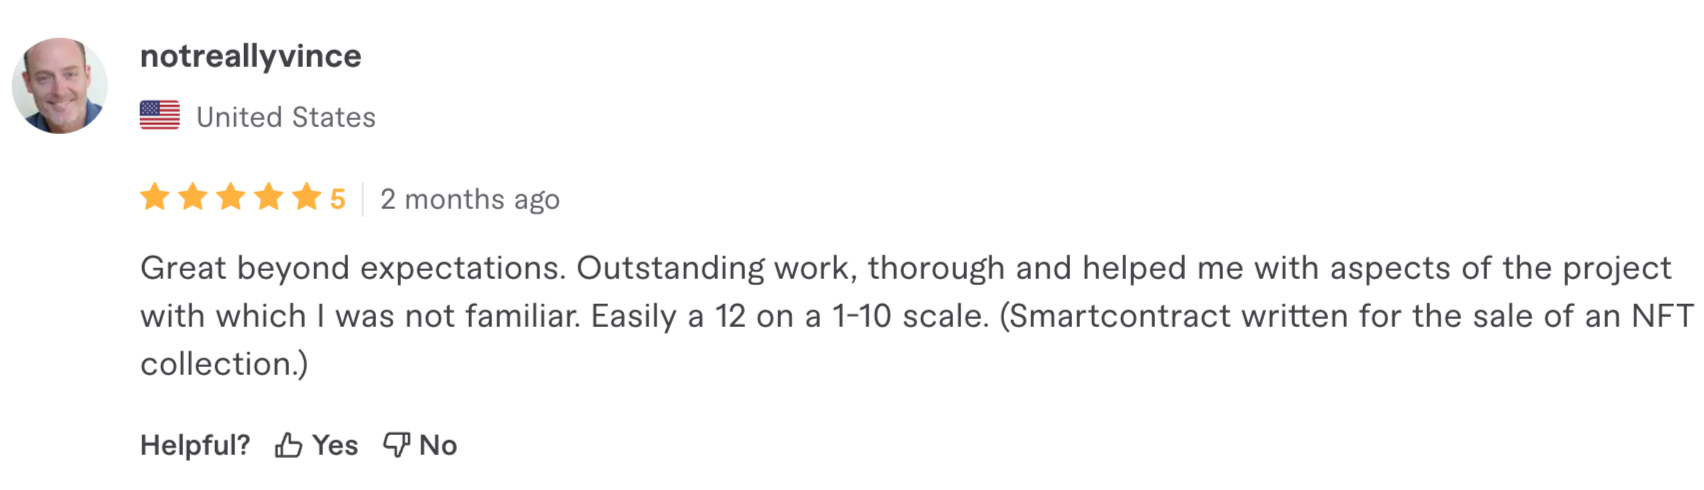 notreallyvince
United States
5 2 months ago
Great beyond expectations. Outstanding work, thorough and helped me with aspects of the project
with which I was not familiar. Easily a 12 on a 1-10 scale. (Smartcontract written for the sale of an NFT
collection.)
Helpful? Yes No